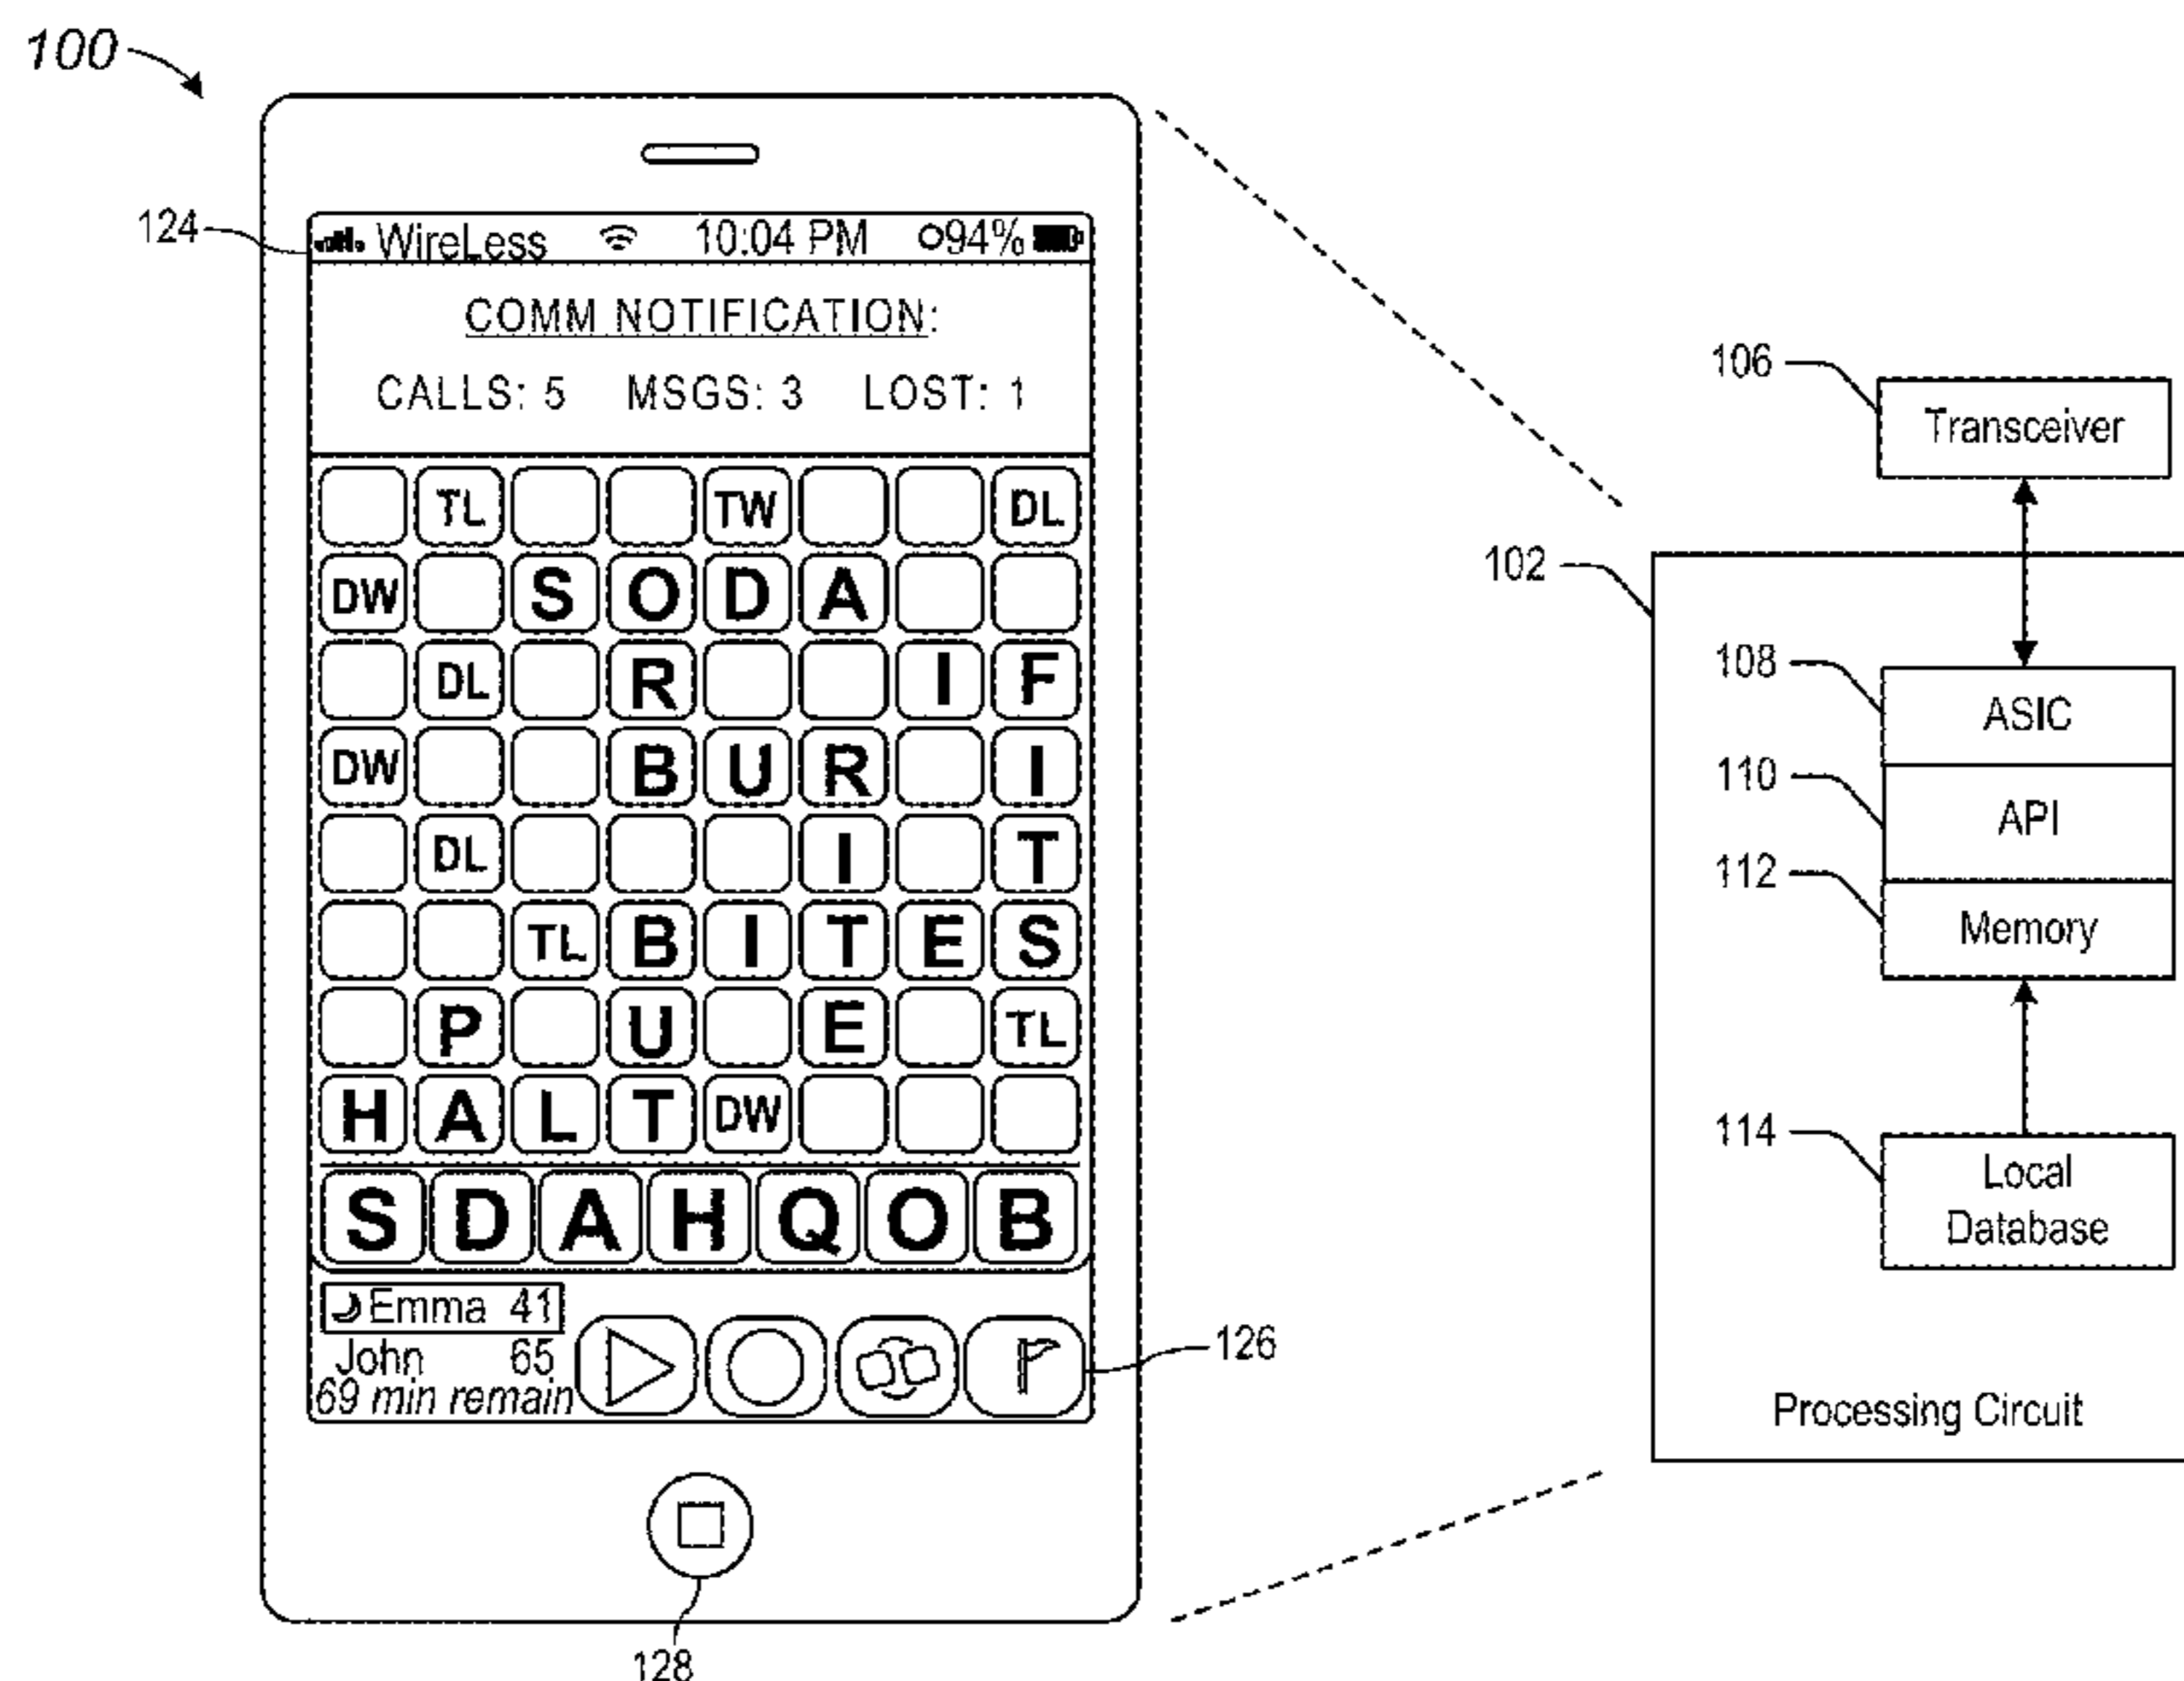 100
124
WireLess 10:04 PM 94%
COMM NOTIFICATION:
CALLS: 5 MSGS: 3 LOST: 1
TL TW DL
DW S O D A
DL R I F
DW B U R I
DL I T
TL B I T E S
P U E TL
H A L T DW
S D A H Q O B
Emma 41
John 65
69 min remain
126
128
106
Transceiver
102
108
ASIC
110
API
112
Memory
114
Local
Database
Processing Circuit